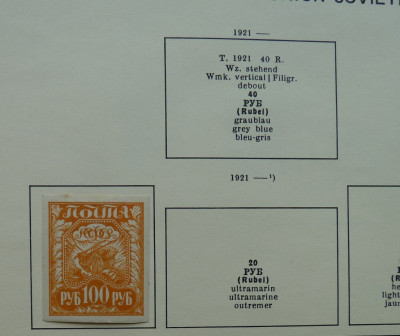 SOVIET
1921 —
T. 1921 40 R.
Wz. stehend
Wmk. vertical | Filigr.
debout
40
РУБ
(Rubel)
graublau
grey blue
bleu-gris
1921 —¹)
ПОЧТА
РСФСР
РУБ 100 РУБ
20
РУБ
(Rubel)
ultramarin
ultramarine
outremer